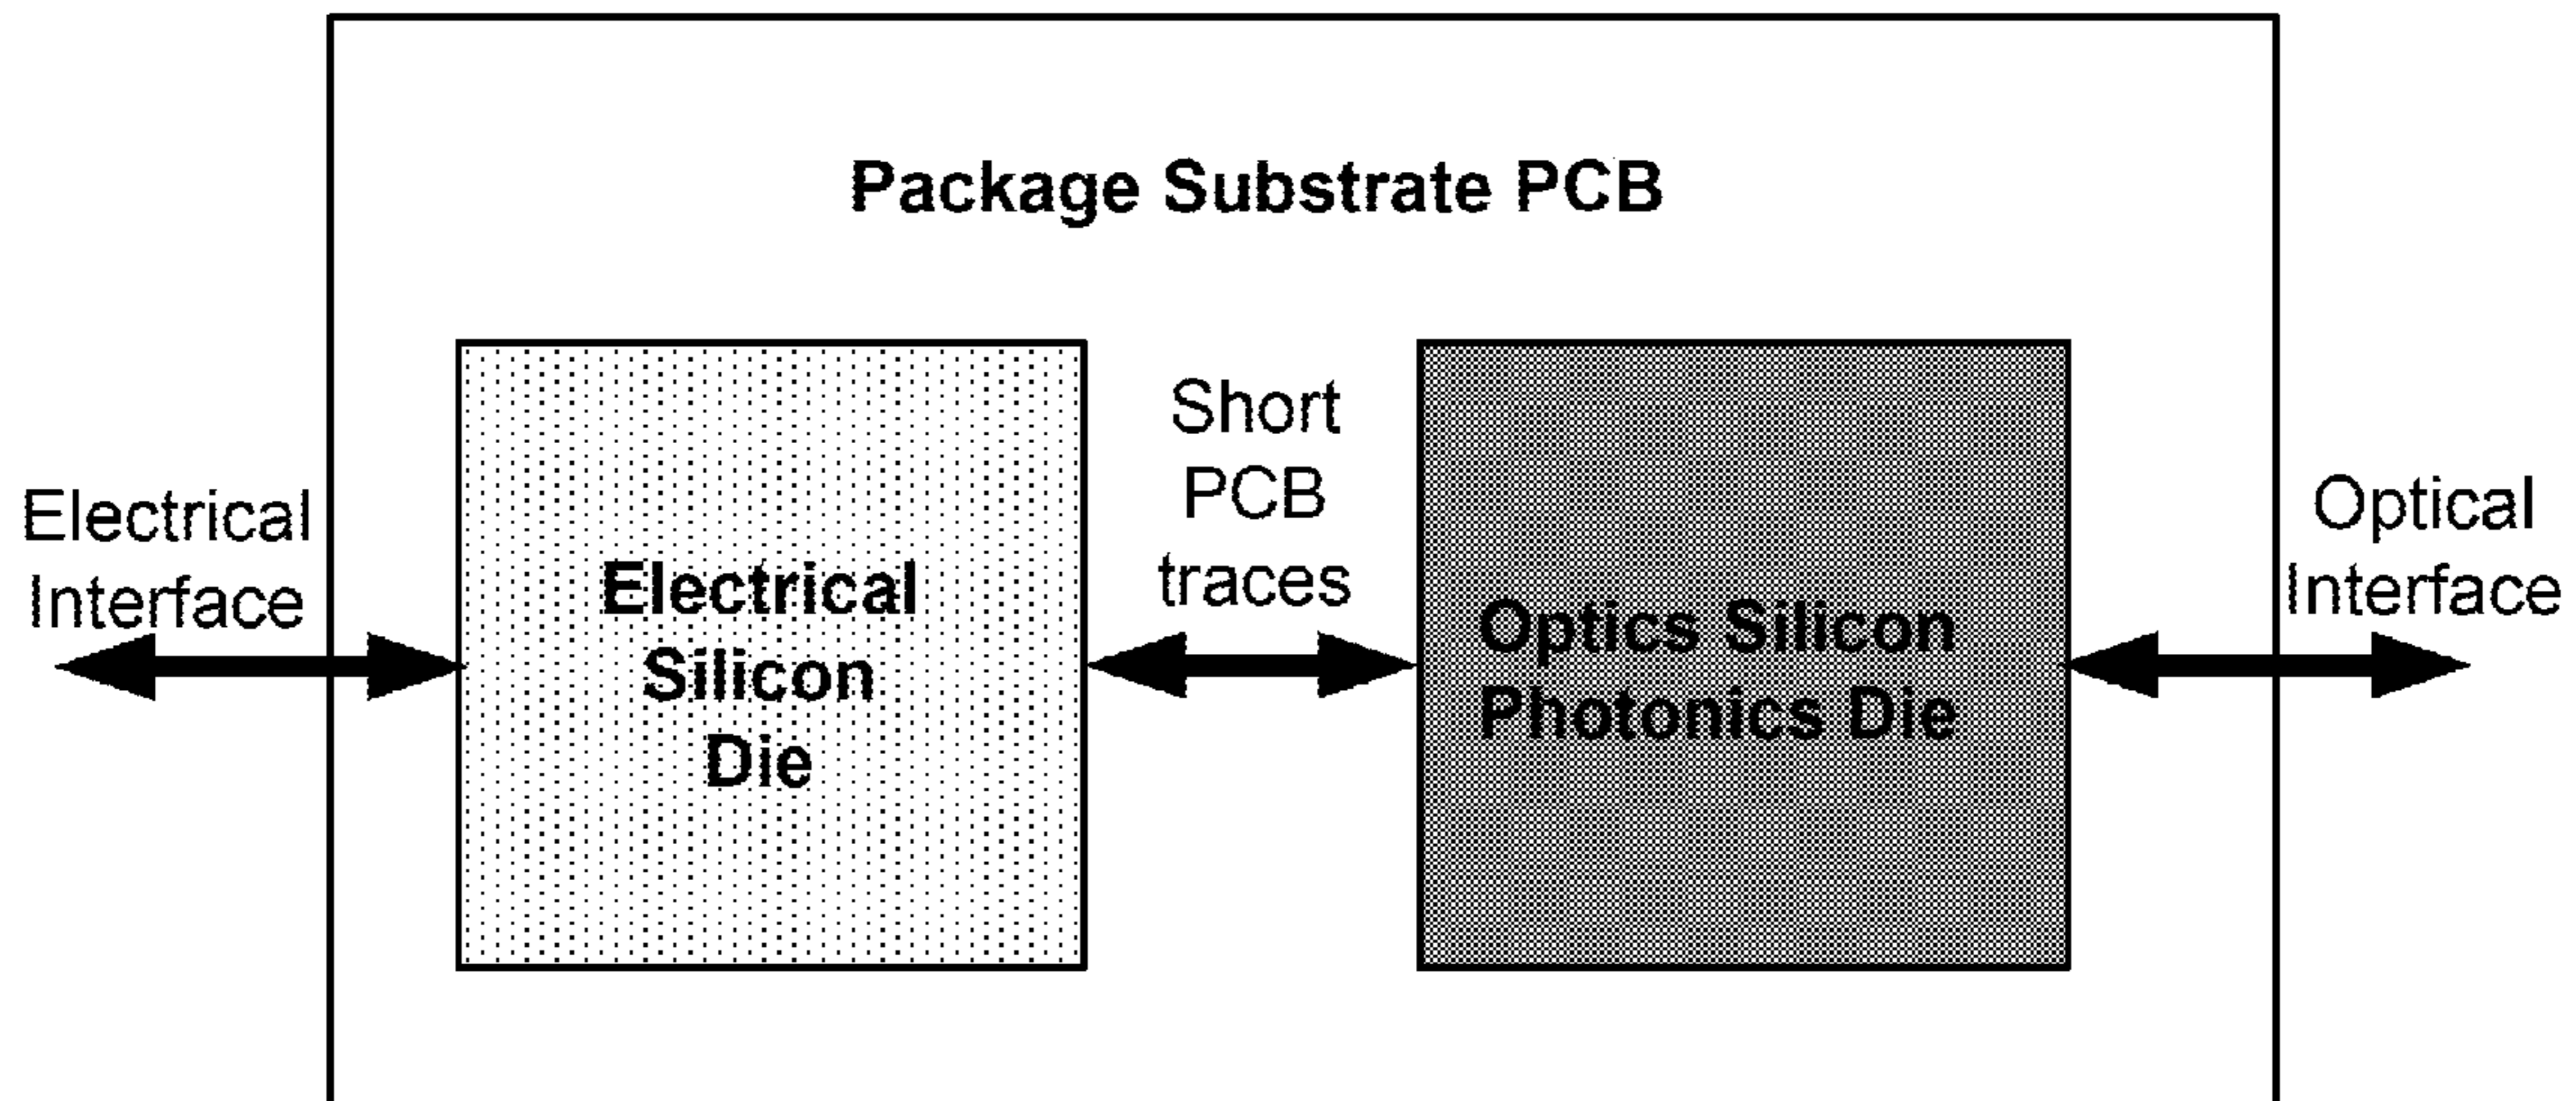 Package Substrate PCB
Electrical
Interface
Electrical
Silicon
Die
Short
PCB
traces
Optics Silicon
Photonics Die
Optical
Interface